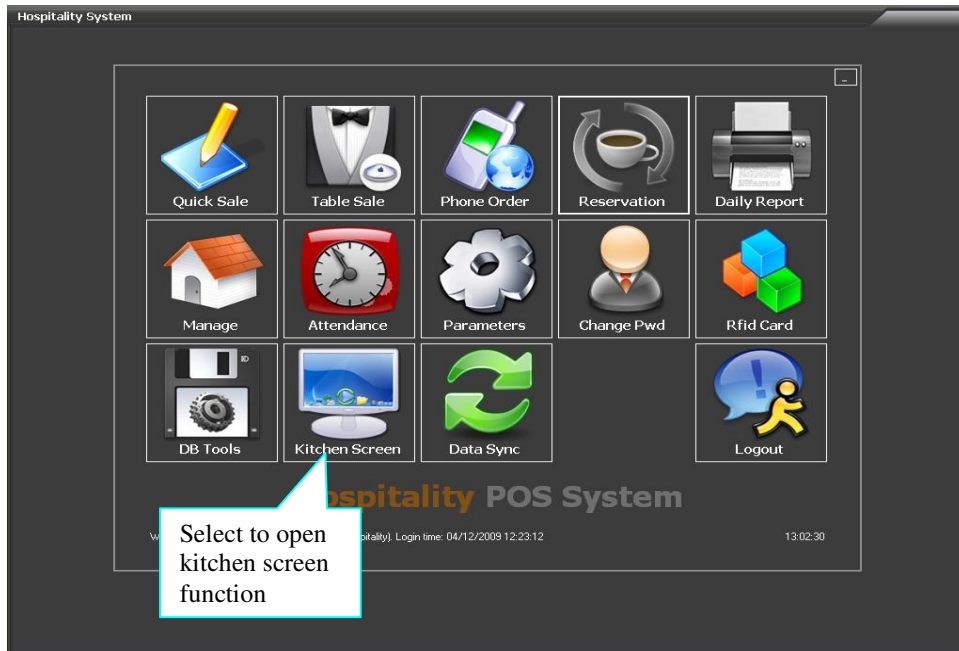 Hospitality System
Quick Sale
Table Sale
Phone Order
Reservation
Daily Report
Manage
Attendance
Parameters
Change Pwd
Rfid Card
DB Tools
Kitchen Screen
Data Sync
Logout
ospitality POS System
Select to open
kitchen screen
function
pitality). Login time: 04/12/2009 12:23:12
13:02:30